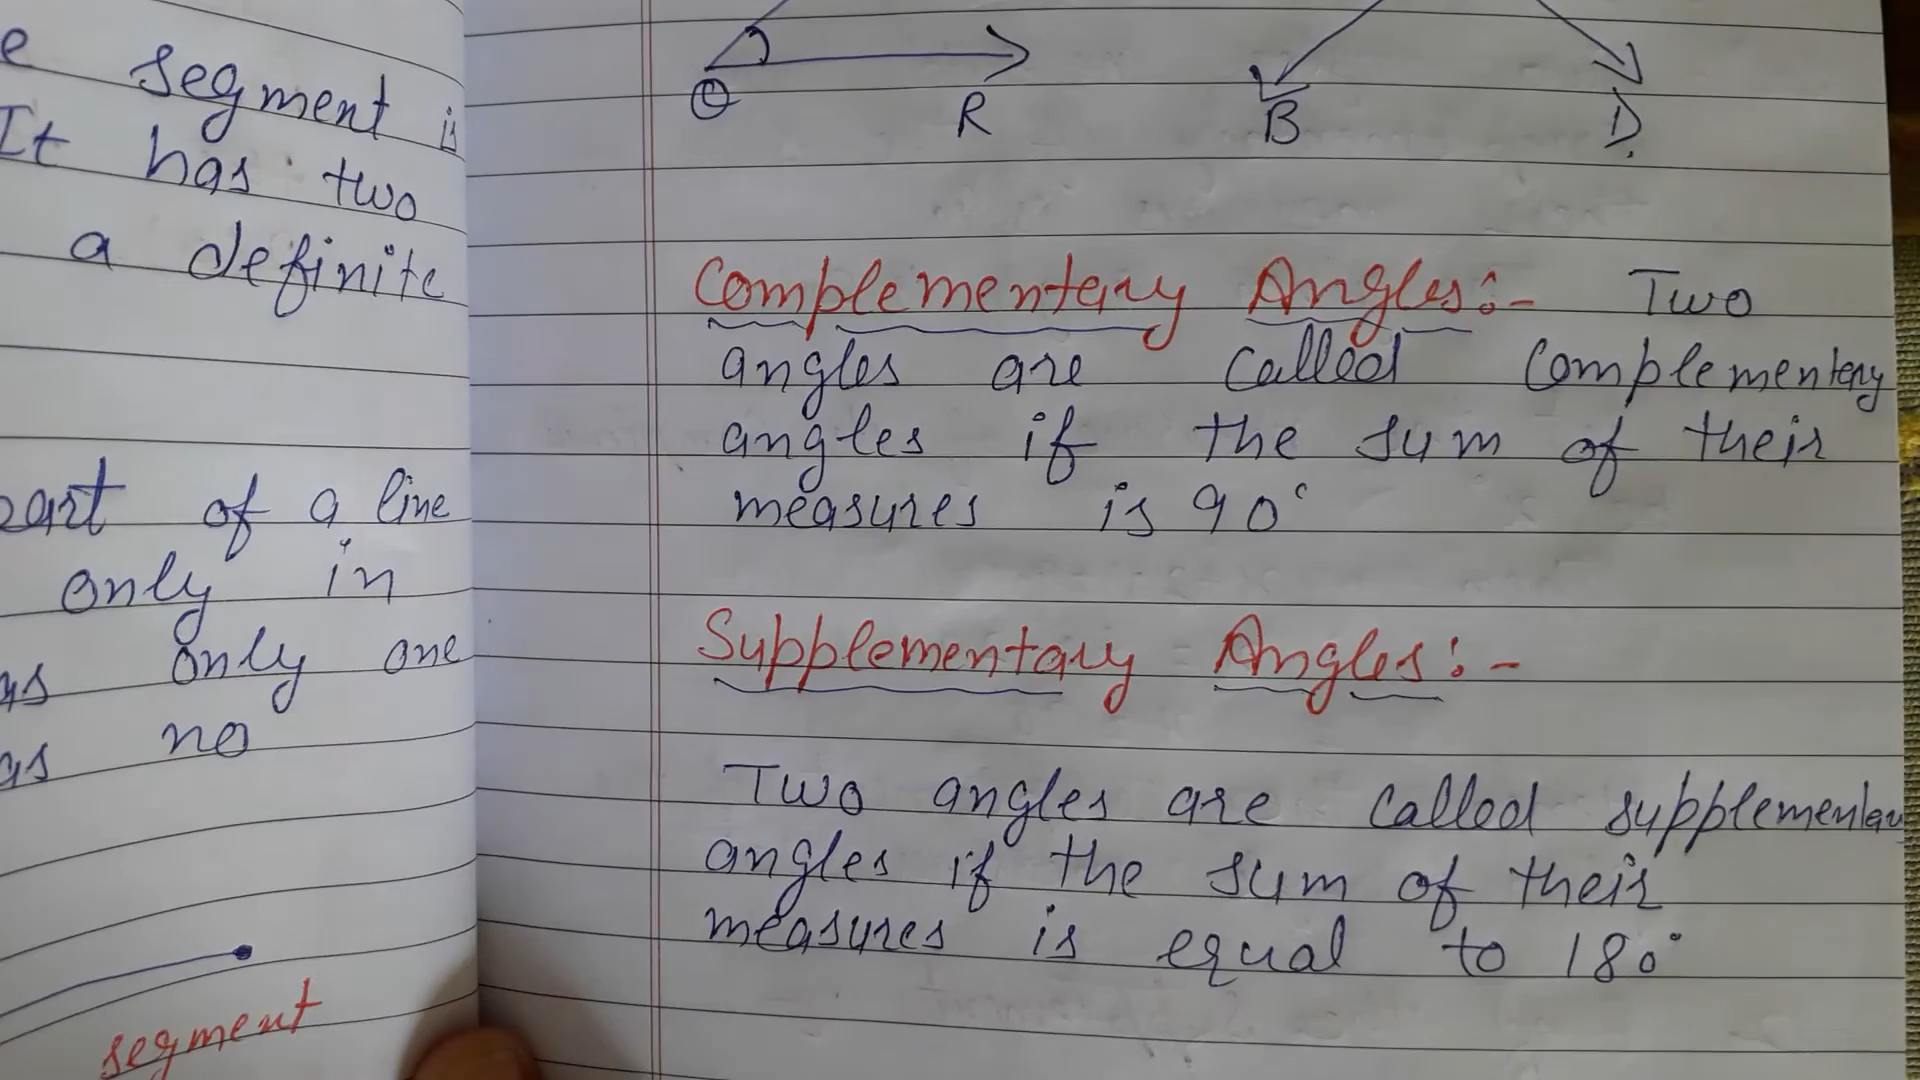 e segment is
It has two
a definite
part of a line
only in
only one
no
segment
O R B D
Complementery Angles:- Two
angles are called complementery
angles if the sum of their
measures is 90°
Supplementary Angles:-
Two angles are called supplementary
angles if the sum of their
measures is equal to 180°